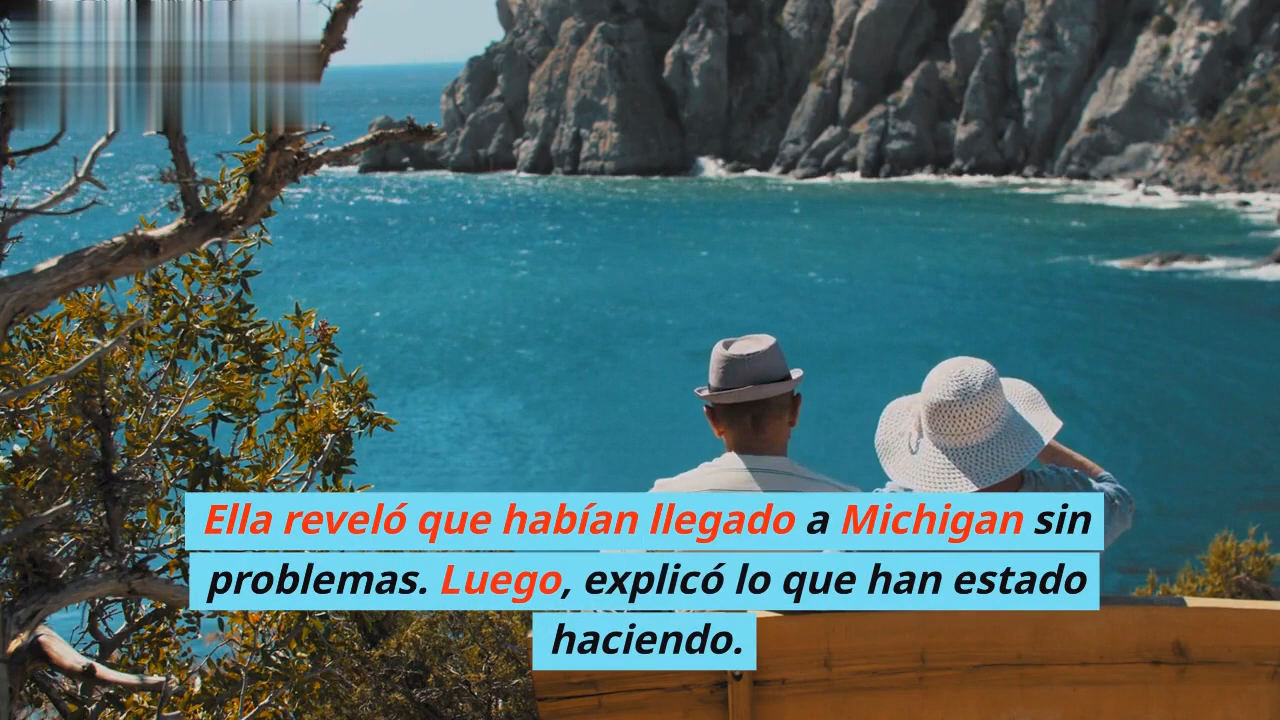 Ella reveló que habían llegado a Michigan sin
problemas. Luego, explicó lo que han estado
haciendo.